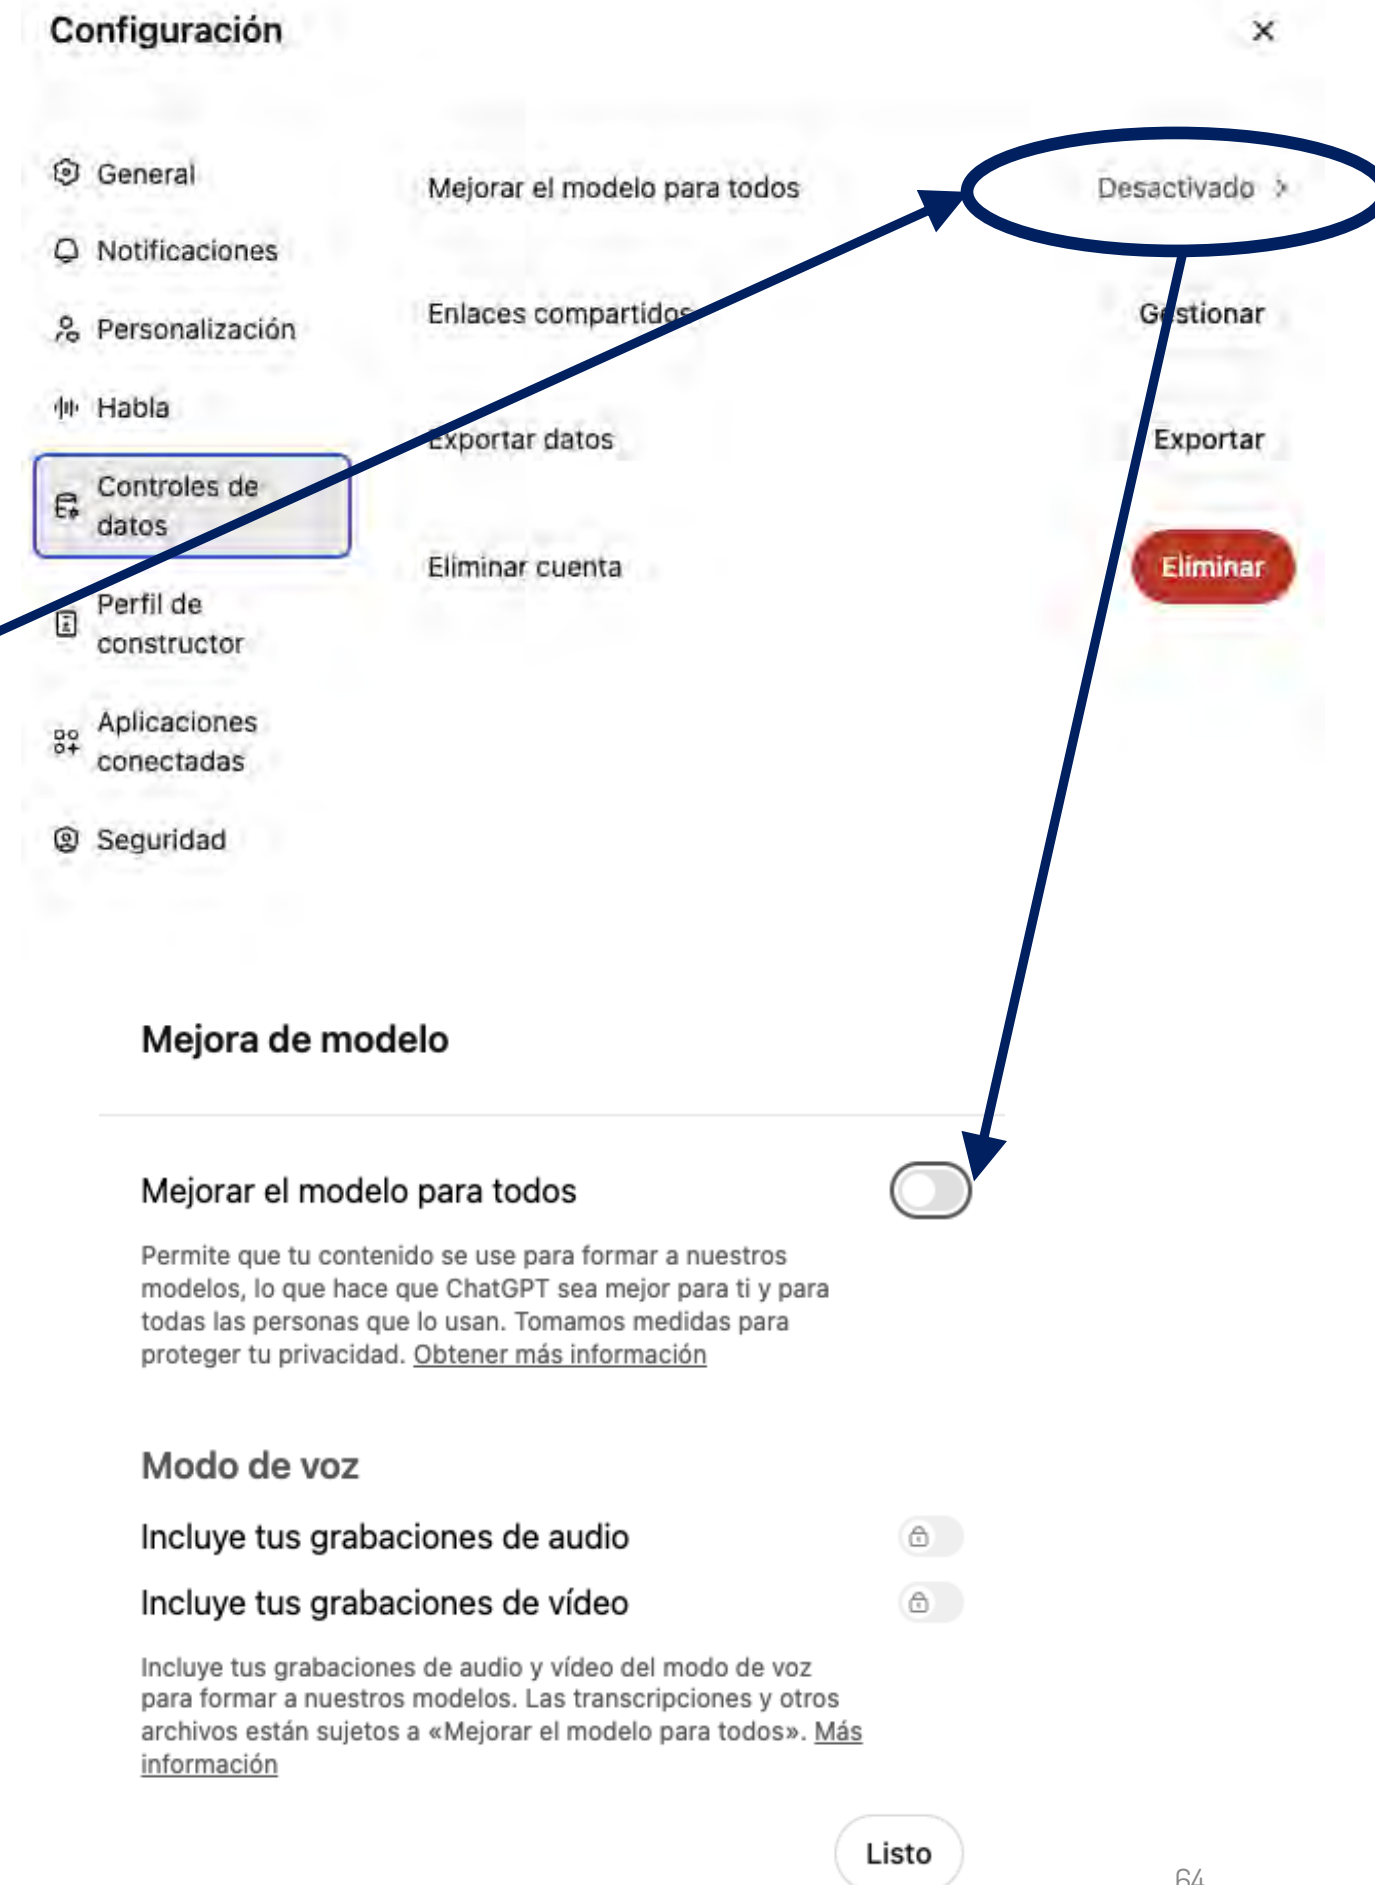 Configuración
General
Notificaciones
Personalización
Habla
Controles de
datos
Perfil de
constructor
Aplicaciones
conectadas
Seguridad
Mejorar el modelo para todos
Desactivado
Enlaces compartidos
Gestionar
Exportar datos
Exportar
Eliminar cuenta
Eliminar
Mejora de modelo
Mejorar el modelo para todos
Permite que tu contenido se use para formar a nuestros
modelos, lo que hace que ChatGPT sea mejor para ti y para
todas las personas que lo usan. Tomamos medidas para
proteger tu privacidad. Obtener más información
Modo de voz
Incluye tus grabaciones de audio
Incluye tus grabaciones de vídeo
Incluye tus grabaciones de audio y vídeo del modo de voz
para formar a nuestros modelos. Las transcripciones y otros
archivos están sujetos a «Mejorar el modelo para todos». Más
información
Listo
64